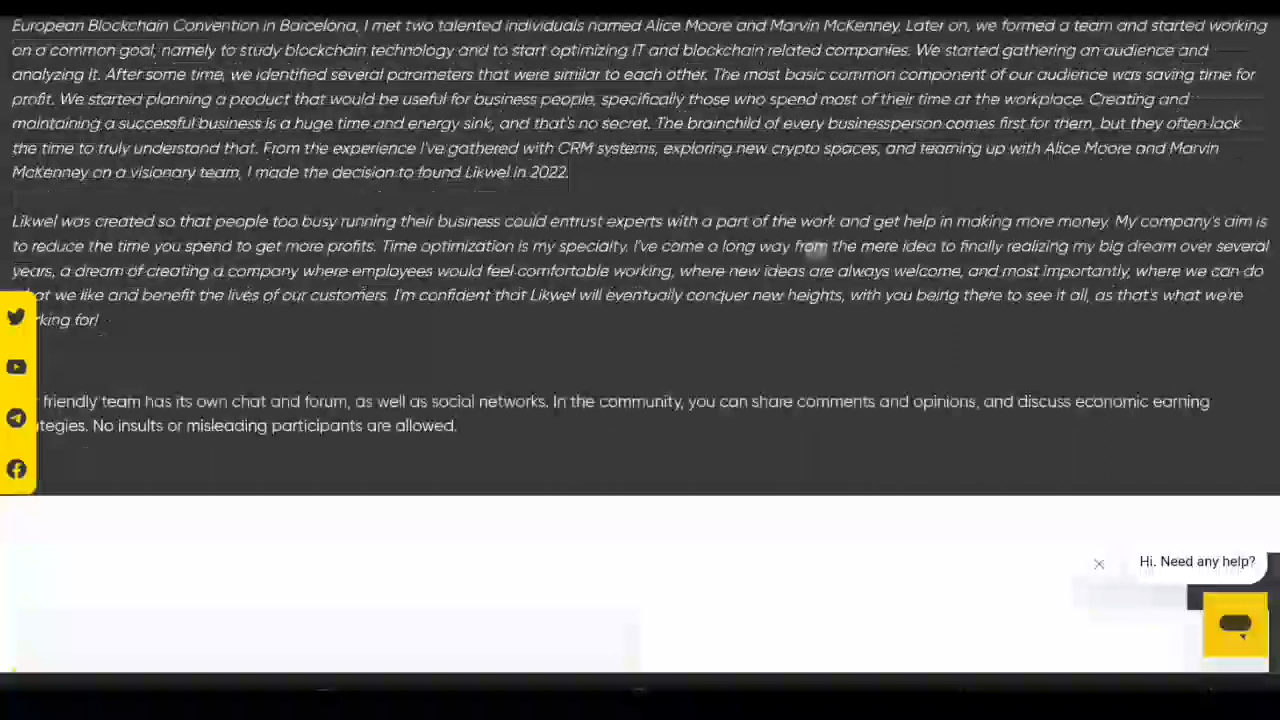 European Blockchain Convention in Barcelona, I met two talented individuals named Alice Moore and Marvin McKenney. Later on, we formed a team and started working
on a common goal, namely to study blockchain technology and to start optimizing IT and blockchain related companies. We started gathering an audience and
analyzing it. After some time, we identified several parameters that were similar to each other. The most basic common component of our audience was saving time for
profit. We started planning a product that would be useful for business people, specifically those who spend most of their time at the workplace. Creating and
maintaining a successful business is a huge time and energy sink, and that's no secret. The brainchild of every businessperson comes first for them, but they often lack
the time to truly understand that. From the experience I've gathered with CRM systems, exploring new crypto spaces, and teaming up with Alice Moore and Marvin
McKenney on a visionary team, I made the decision to found Likwel in 2022.
Likwel was created so that people too busy running their business could entrust experts with a part of the work and get help in making more money. My company's aim is
to reduce the time you spend to get more profits. Time optimization is my specialty. I've come a long way from the mere idea to finally realizing my big dream over several
years, a dream of creating a company where employees would feel comfortable working, where new ideas are always welcome, and most importantly, where we can do
we like and benefit the lives of our customers. I'm confident that Likwel will eventually conquer new heights, with you being there to see it all, as that's what we're
for!
friendly team has its own chat and forum, as well as social networks. In the community, you can share comments and opinions, and discuss economic earning
No insults or misleading participants are allowed.
Hi. Need any help?